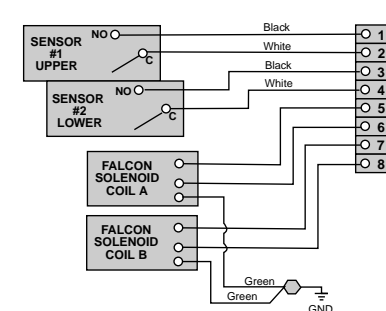 SENSOR
#1
UPPER
NO
C
SENSOR
#2
LOWER
NO
C
FALCON
SOLENOID
COIL A
FALCON
SOLENOID
COIL B
Black
White
Black
White
1
2
3
4
5
6
7
8
Green
Green
GND